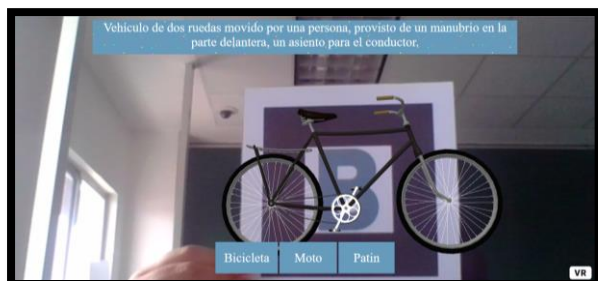 Vehículo de dos ruedas movido por una persona, provisto de un manubrio en la
parte delantera, un asiento para el conductor,
B
Bicicleta Moto Patín
VR